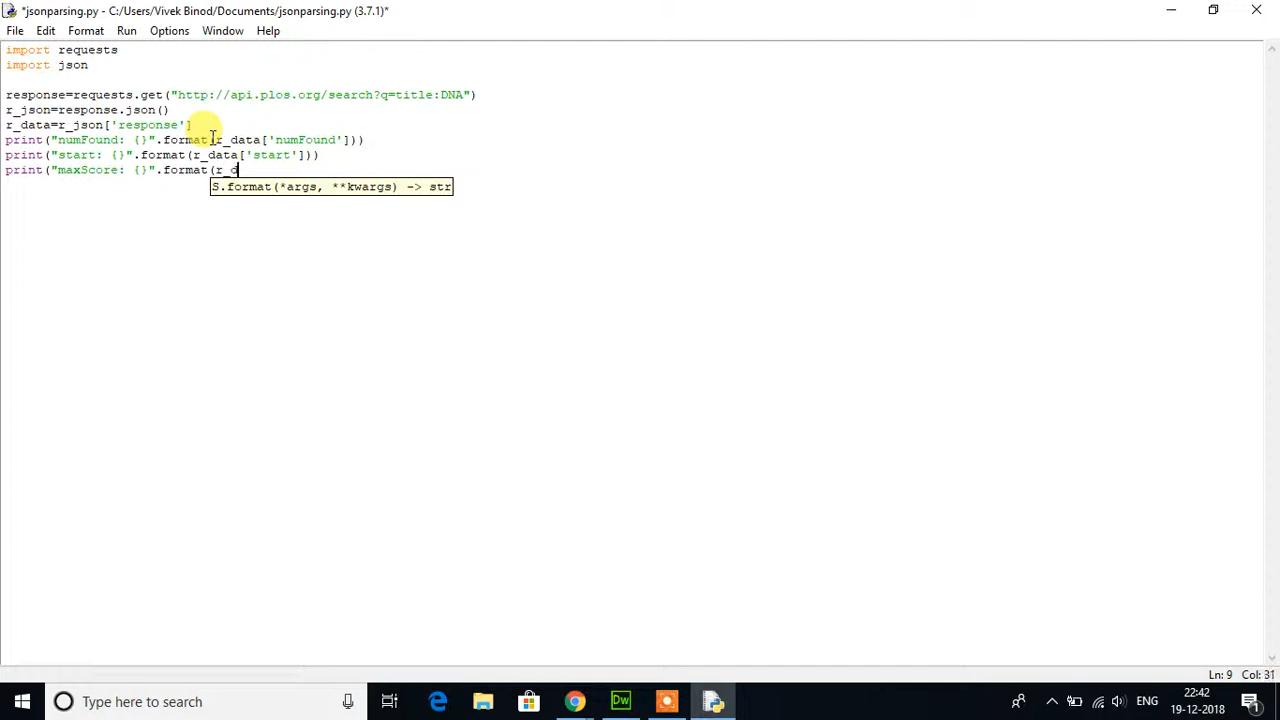 *jsonparsing.py - C:/Users/Vivek Binod/Documents/jsonparsing.py (3.7.1)*
File Edit Format Run Options Window Help
import requests
import json
response=requests.get("http://api.plos.org/search?q=title:DNA")
r_json=response.json()
r_data=r_json['response']
print("numFound: {}".format(r_data['numFound']))
print("start: {}".format(r_data['start']))
print("maxScore: {}".format(r_d
S.format(*args, **kwargs) -> str
Ln: 9 Col: 31
Type here to search
Dw
ENG
22:42
19-12-2018
1